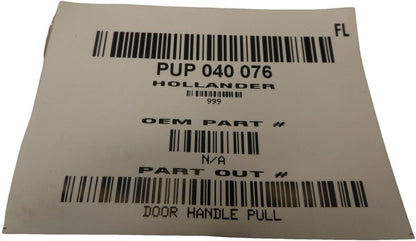 FL
PUP 040 076
HOLLANDER
999
OEM PART #
N/A
PART OUT #
DOOR HANDLE PULL